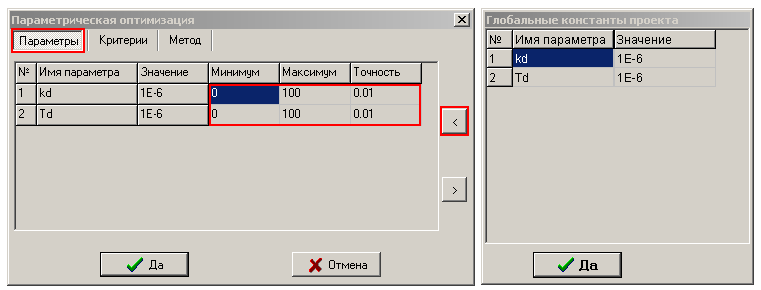 Параметрическая оптимизация
Параметры Критерии Метод
№ Имя параметра Значение Минимум Максимум Точность
1 kd 1E-6 0 100 0.01
2 Td 1E-6 0 100 0.01
<
>
Да Отмена
Глобальные константы проекта
№ Имя параметра Значение
1 kd 1E-6
2 Td 1E-6
Да